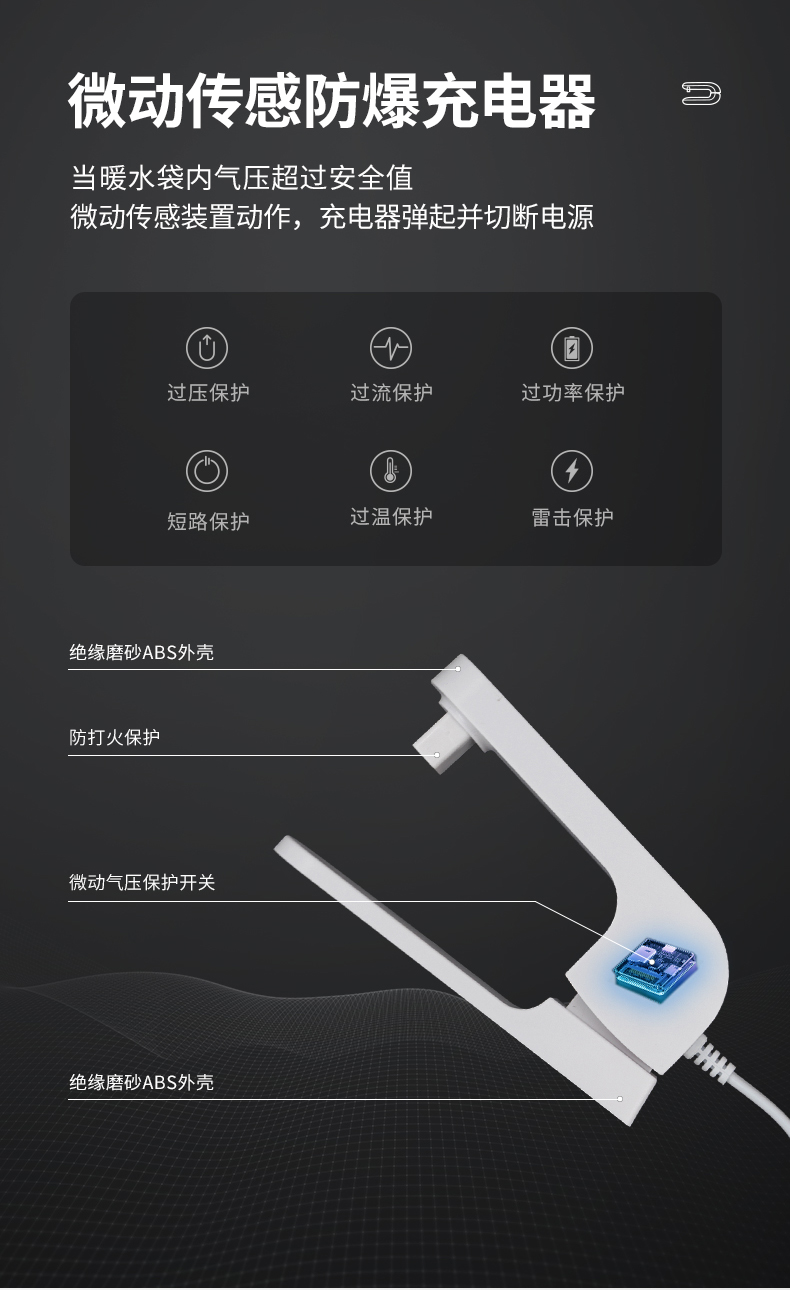 微动传感防爆充电器
当暖水袋内气压超过安全值
微动传感装置动作，充电器弹起并切断电源
过压保护
过流保护
过功率保护
短路保护
过温保护
雷击保护
绝缘磨砂ABS外壳
防打火保护
微动气压保护开关
绝缘磨砂ABS外壳